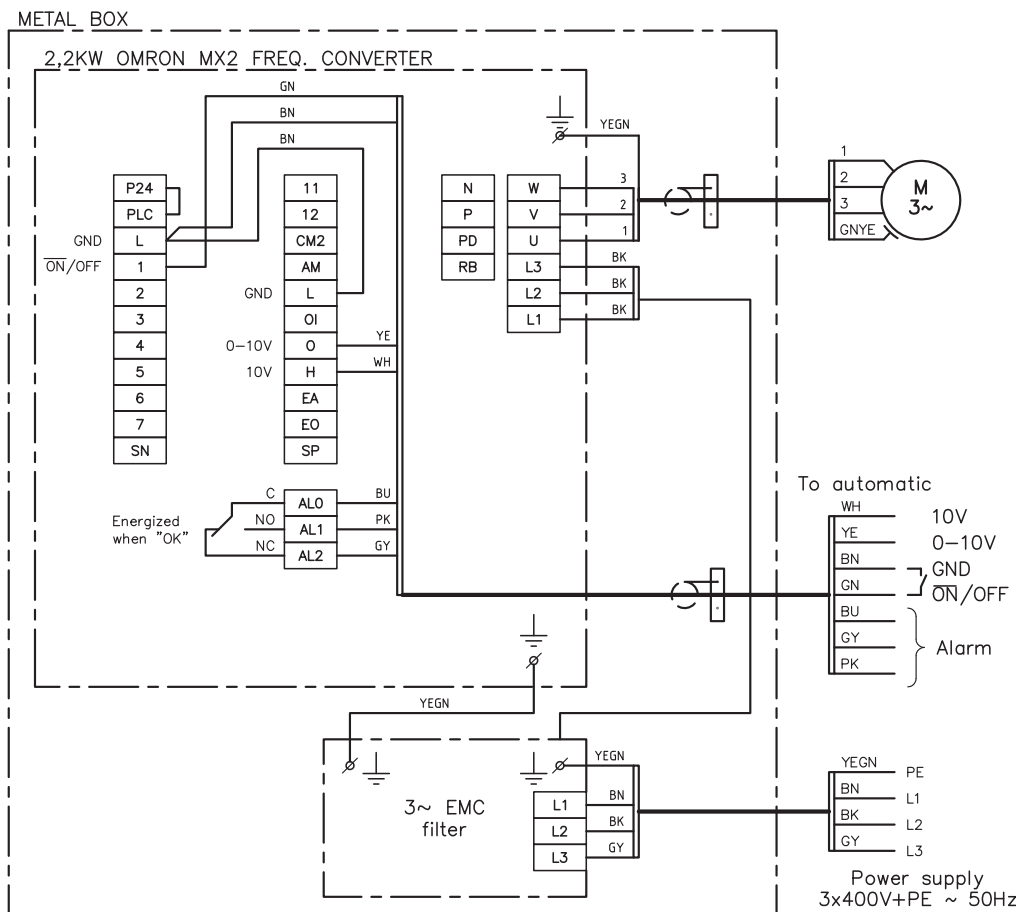 METAL BOX
2,2KW OMRON MX2 FREQ. CONVERTER
GN
BN
BN
YEGN
P24
PLC
L
1
2
3
4
5
6
7
SN
GND
ON/OFF
11
12
CM2
AM
L
OI
O
H
EA
EO
SP
GND
0–10V
10V
YE
WH
N
P
PD
RB
W
V
U
L3
L2
L1
3
2
1
BK
BK
BK
1
2
3
GNYE
M
3~
Energized
when "OK"
C
NO
NC
AL0
AL1
AL2
BU
PK
GY
To automatic
WH
YE
BN
GN
BU
GY
PK
10V
0–10V
GND
ON/OFF
Alarm
YEGN
3~ EMC
filter
YEGN
L1
L2
L3
BN
BK
GY
YEGN
BN
BK
GY
PE
L1
L2
L3
Power supply
3x400V+PE ~ 50Hz